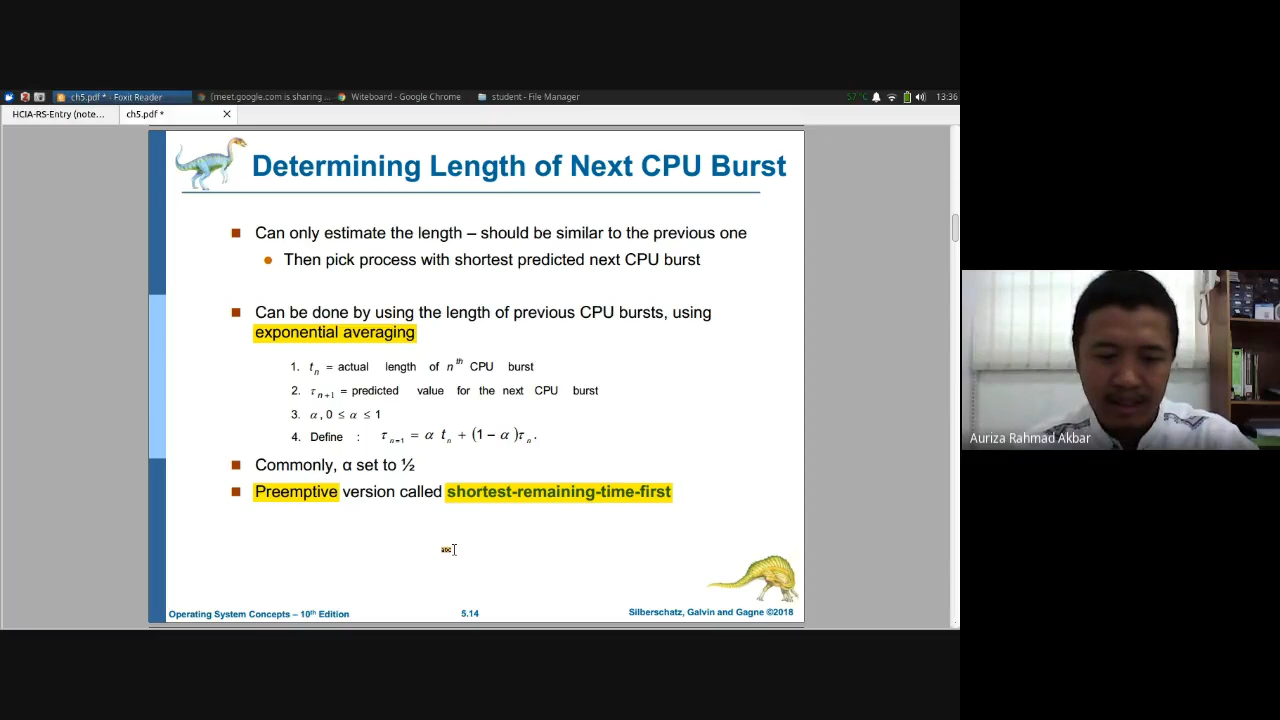 ch5.pdf * - Foxit Reader
[meet.google.com is sharing ...
Witeboard - Google Chrome
student - File Manager
57 °C
13:36
HCIA-RS-Entry (note...
ch5.pdf *
Determining Length of Next CPU Burst
Can only estimate the length – should be similar to the previous one
Then pick process with shortest predicted next CPU burst
Can be done by using the length of previous CPU bursts, using
exponential averaging
1. tₙ = actual length of nᵗʰ CPU burst
2. τₙ₊₁ = predicted value for the next CPU burst
3. α, 0 ≤ α ≤ 1
4. Define : τₙ₌₁ = α tₙ + (1 − α)τₙ.
Commonly, α set to ½
Preemptive version called shortest-remaining-time-first
Operating System Concepts – 10th Edition
5.14
Silberschatz, Galvin and Gagne ©2018
Auriza Rahmad Akbar